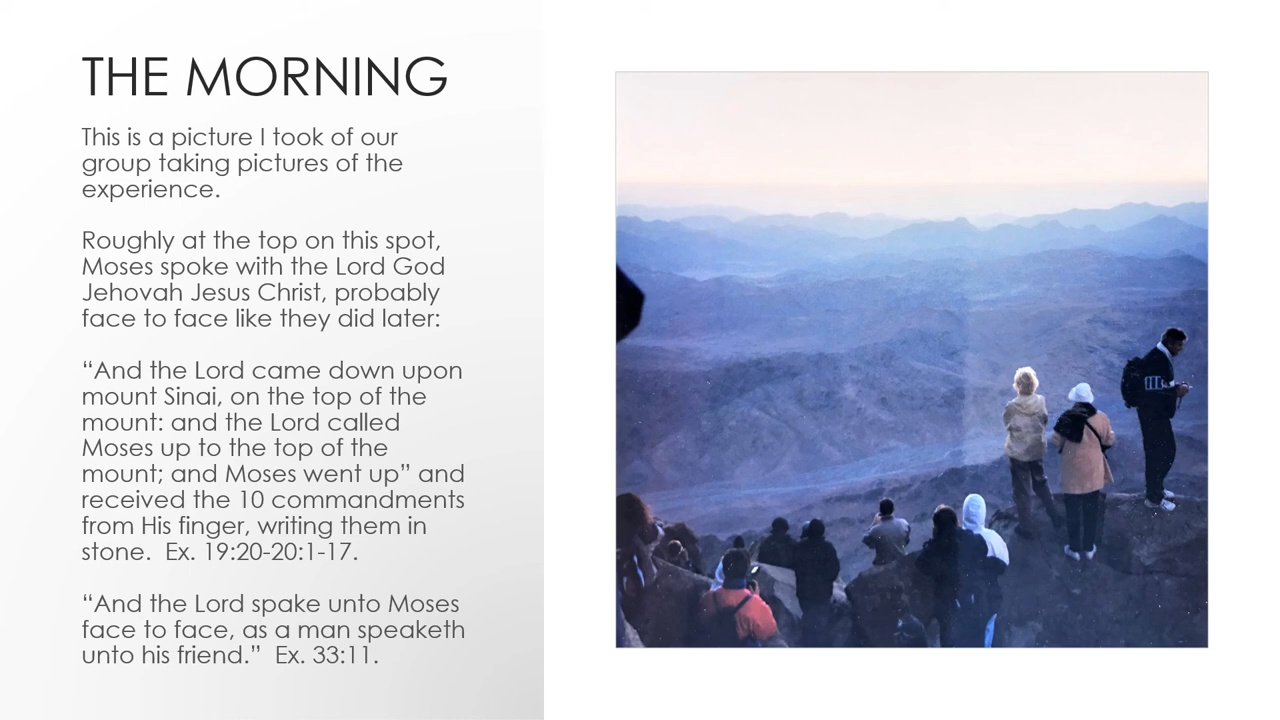 THE MORNING
This is a picture I took of our
group taking pictures of the
experience.
Roughly at the top on this spot,
Moses spoke with the Lord God
Jehovah Jesus Christ, probably
face to face like they did later:
“And the Lord came down upon
mount Sinai, on the top of the
mount: and the Lord called
Moses up to the top of the
mount; and Moses went up” and
received the 10 commandments
from His finger, writing them in
stone.  Ex. 19:20-20:1-17.
“And the Lord spake unto Moses
face to face, as a man speaketh
unto his friend.”  Ex. 33:11.